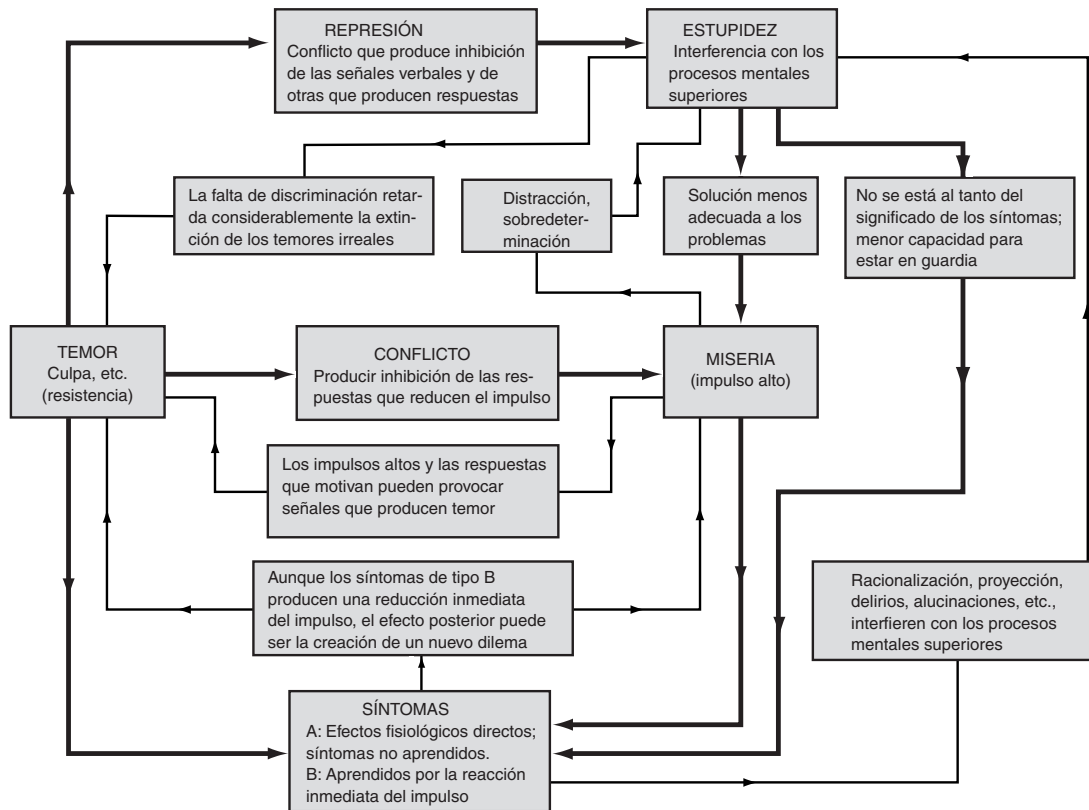 REPRESIÓN
Conflicto que produce inhibición
de las señales verbales y de
otras que producen respuestas
ESTUPIDEZ
Interferencia con los
procesos mentales
superiores
La falta de discriminación retar-
da considerablemente la extin-
ción de los temores irreales
Distracción,
sobredeter-
minación
Solución menos
adecuada a los
problemas
No se está al tanto del
significado de los síntomas;
menor capacidad para
estar en guardia
TEMOR
Culpa, etc.
(resistencia)
CONFLICTO
Producir inhibición de las res-
puestas que reducen el impulso
MISERIA
(impulso alto)
Los impulsos altos y las respuestas
que motivan pueden provocar
señales que producen temor
Aunque los síntomas de tipo B
producen una reducción inmediata
del impulso, el efecto posterior puede
ser la creación de un nuevo dilema
Racionalización, proyección,
delirios, alucinaciones, etc.,
interfieren con los procesos
mentales superiores
SÍNTOMAS
A: Efectos fisiológicos directos;
síntomas no aprendidos.
B: Aprendidos por la reacción
inmediata del impulso